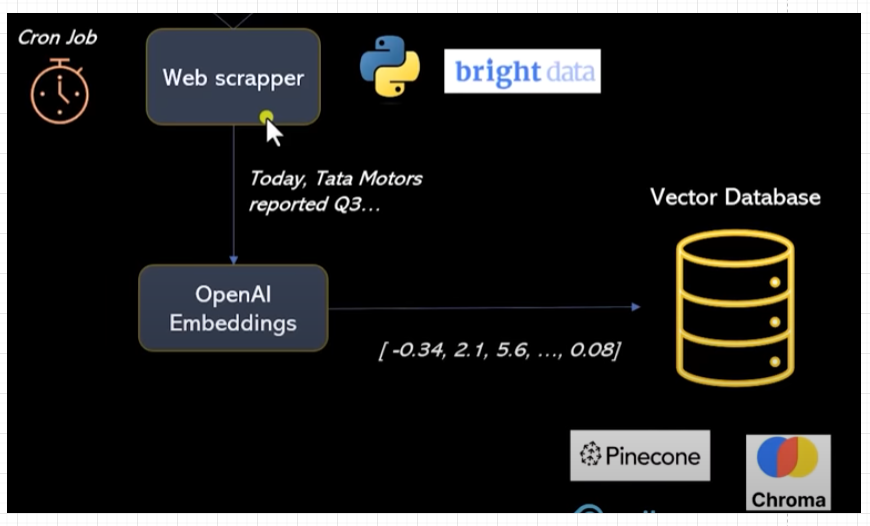 Cron Job
Web scrapper
bright data
Today, Tata Motors
reported Q3...
Vector Database
OpenAI
Embeddings
[ -0.34, 2.1, 5.6, ..., 0.08]
Pinecone
Chroma